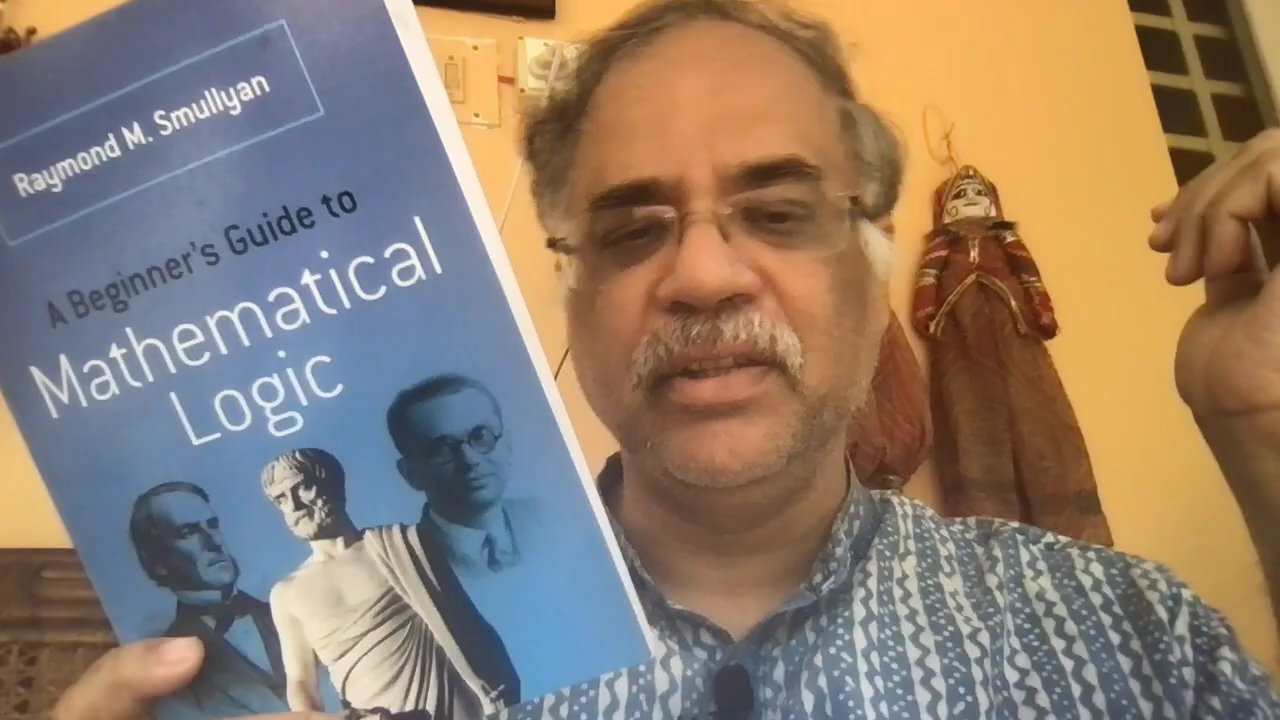 Raymond M. Smullyan
A Beginner's Guide to
Mathematical
Logic